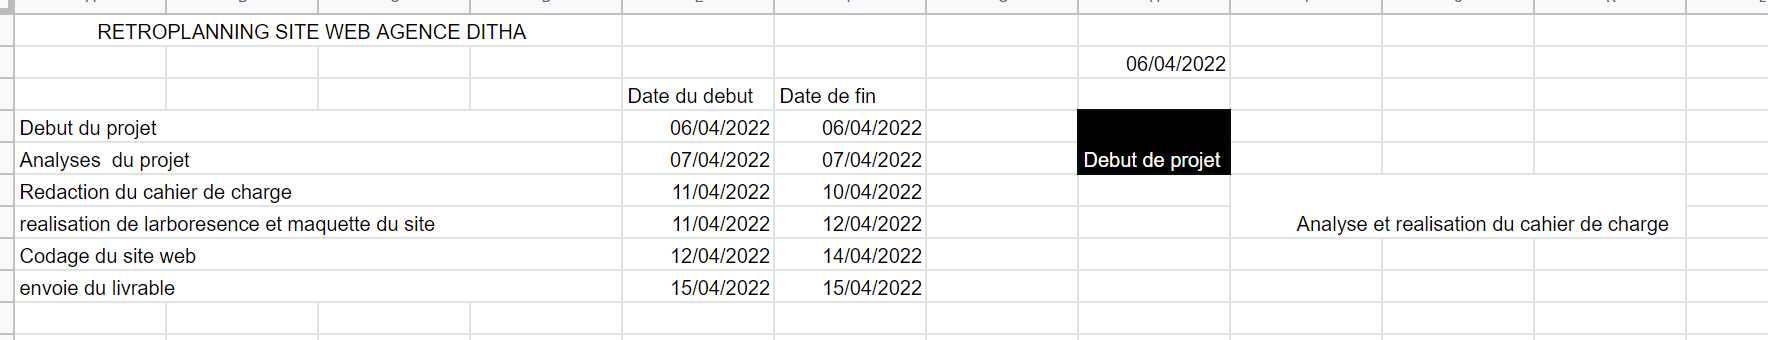 RETROPLANNING SITE WEB AGENCE DITHA
06/04/2022
Date du debut Date de fin
Debut du projet 06/04/2022 06/04/2022
Analyses  du projet 07/04/2022 07/04/2022 Debut de projet
Redaction du cahier de charge 11/04/2022 10/04/2022
realisation de larboresence et maquette du site 11/04/2022 12/04/2022 Analyse et realisation du cahier de charge
Codage du site web 12/04/2022 14/04/2022
envoie du livrable 15/04/2022 15/04/2022